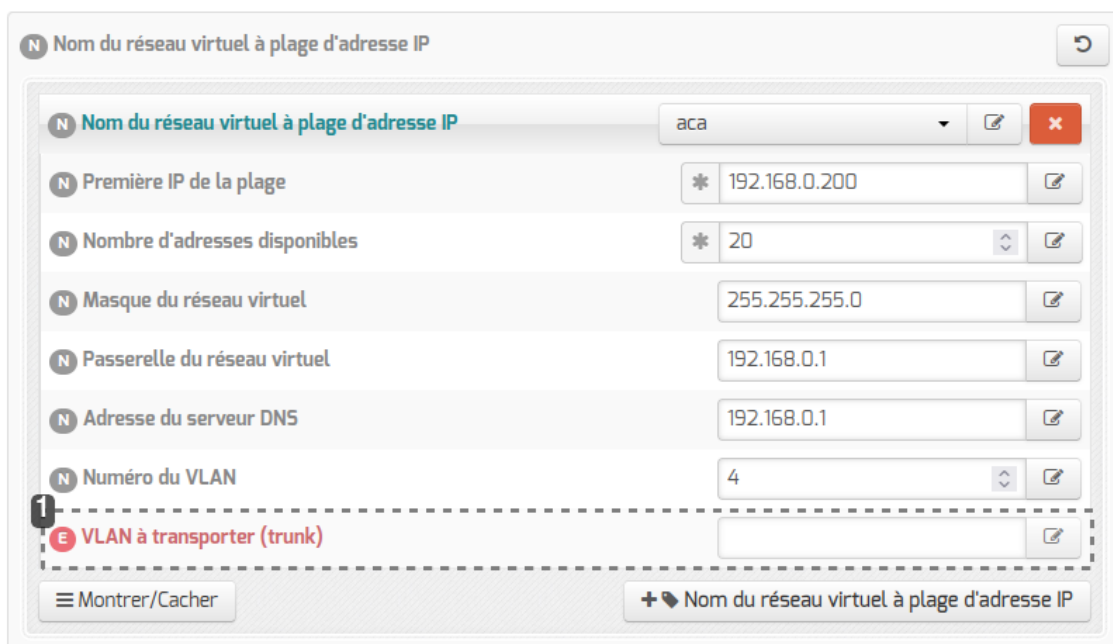 N Nom du réseau virtuel à plage d'adresse IP
N Nom du réseau virtuel à plage d'adresse IP aca
N Première IP de la plage 192.168.0.200
N Nombre d'adresses disponibles 20
N Masque du réseau virtuel 255.255.255.0
N Passerelle du réseau virtuel 192.168.0.1
N Adresse du serveur DNS 192.168.0.1
N Numéro du VLAN 4
1
E VLAN à transporter (trunk)
Montrer/Cacher Nom du réseau virtuel à plage d'adresse IP